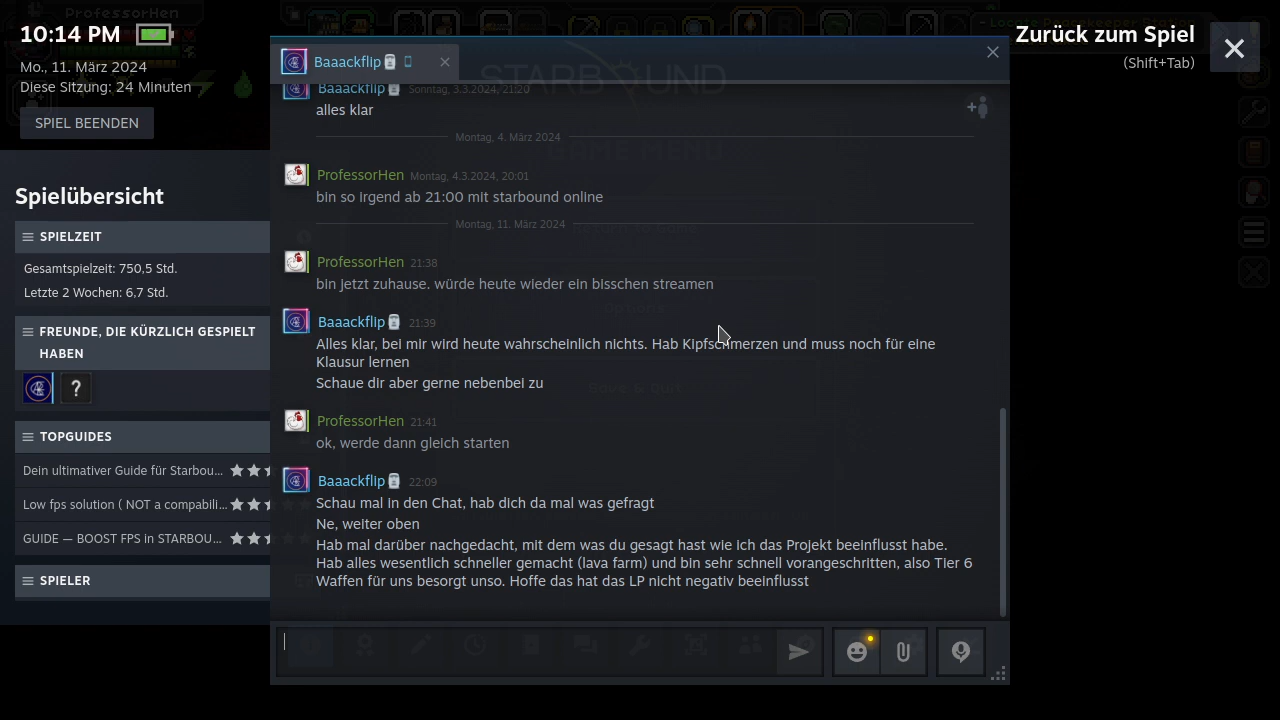 ProfessorHen
10:14 PM
Mo., 11. März 2024
Diese Sitzung: 24 Minuten
SPIEL BEENDEN
Zurück zum Spiel
(Shift+Tab)
Spielübersicht
SPIELZEIT
Gesamtspielzeit: 750,5 Std.
Letzte 2 Wochen: 6,7 Std.
FREUNDE, DIE KÜRZLICH GESPIELT
HABEN
?
TOPGUIDES
Dein ultimativer Guide für Starbou...
Low fps solution ( NOT a compabili...
GUIDE — BOOST FPS in STARBOU...
SPIELER
Baaackflip
STARBOUND
Baaackflip Sonntag, 3.3.2024, 21:20
alles klar
Montag, 4. März 2024
GAME MENU
ProfessorHen Montag, 4.3.2024, 20:01
bin so irgend ab 21:00 mit starbound online
Montag, 11. März 2024
ProfessorHen 21:38
bin jetzt zuhause. würde heute wieder ein bisschen streamen
Baaackflip 21:39
Alles klar, bei mir wird heute wahrscheinlich nichts. Hab Kipfschmerzen und muss noch für eine
Klausur lernen
Schaue dir aber gerne nebenbei zu
ProfessorHen 21:41
ok, werde dann gleich starten
Baaackflip 22:09
Schau mal in den Chat, hab dich da mal was gefragt
Ne, weiter oben
Hab mal darüber nachgedacht, mit dem was du gesagt hast wie ich das Projekt beeinflusst habe.
Hab alles wesentlich schneller gemacht (lava farm) und bin sehr schnell vorangeschritten, also Tier 6
Waffen für uns besorgt unso. Hoffe das hat das LP nicht negativ beeinflusst